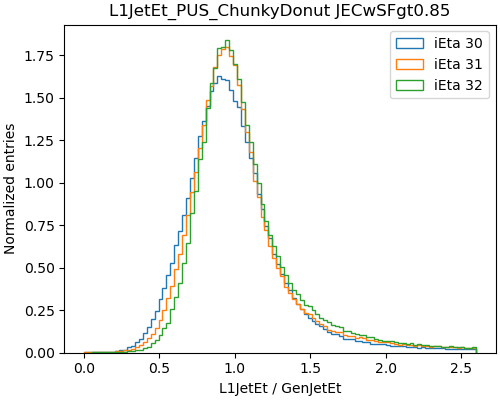 L1JetEt_PUS_ChunkyDonut JECwSFgt0.85
iEta 30
iEta 31
iEta 32
Normalized entries
1.75
1.50
1.25
1.00
0.75
0.50
0.25
0.00
0.0 0.5 1.0 1.5 2.0 2.5
L1JetEt / GenJetEt